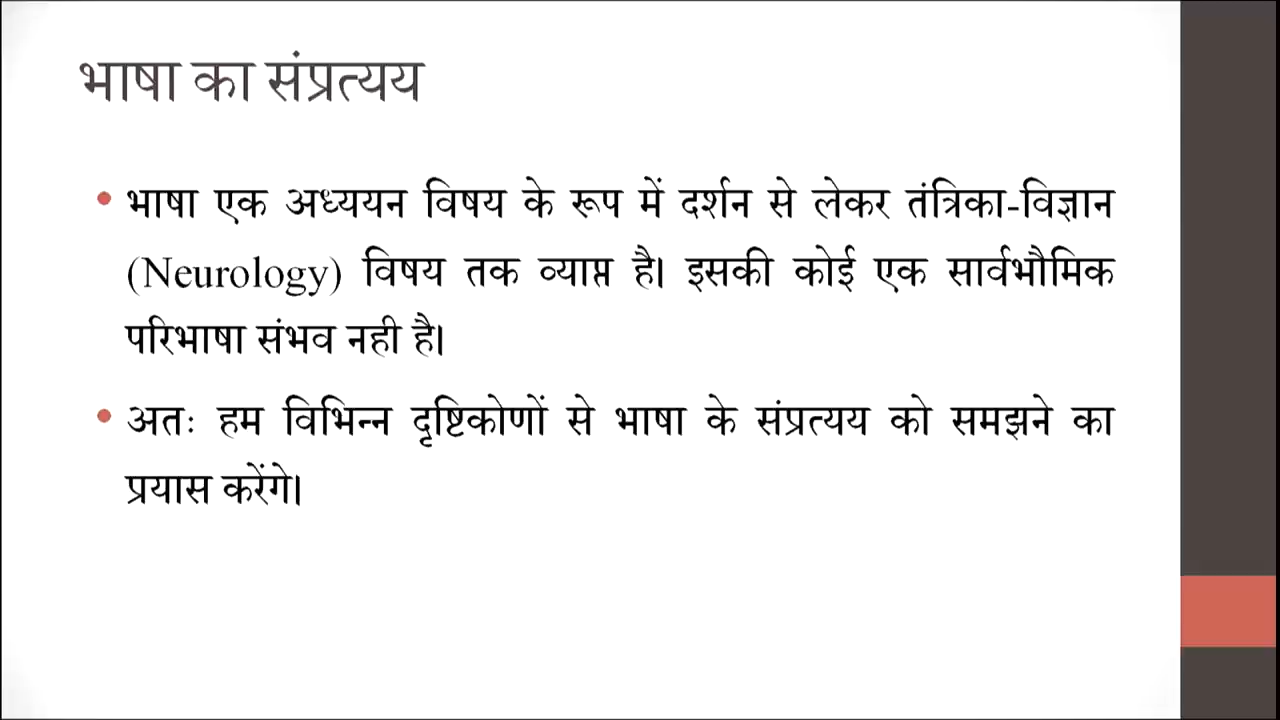 भाषा का संप्रत्यय
• भाषा एक अध्ययन विषय के रूप में दर्शन से लेकर तंत्रिका-विज्ञान
(Neurology) विषय तक व्याप्त है। इसकी कोई एक सार्वभौमिक
परिभाषा संभव नही है।
• अतः हम विभिन्न दृष्टिकोणों से भाषा के संप्रत्यय को समझने का
प्रयास करेंगे।